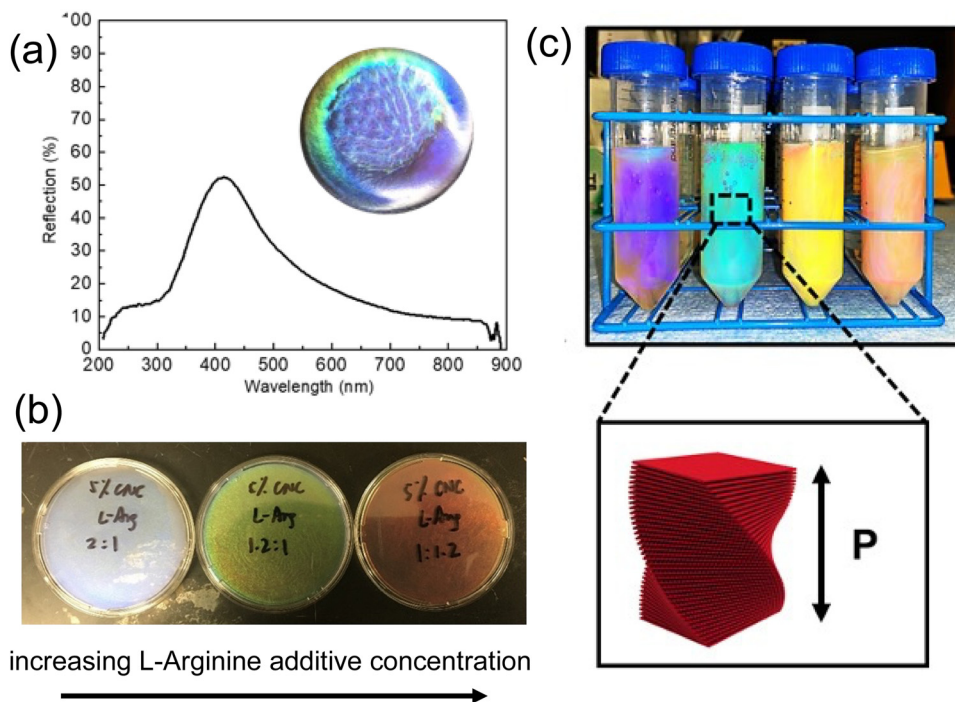 (a)
Reflection (%)
100
90
80
70
60
50
40
30
20
10
0
200 300 400 500 600 700 800 900
Wavelength (nm)
(b)
5% CNC
L-Arg
2:1
5% CNC
L-Arg
1.2:1
5% CNC
L-Arg
1:1.2
increasing L-Arginine additive concentration
(c)
P